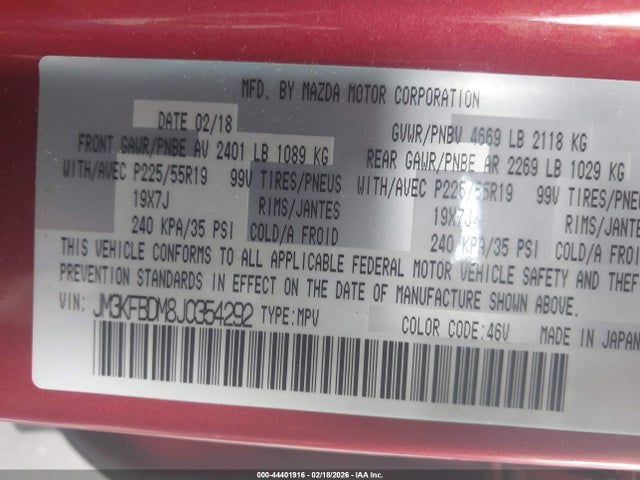 MFD. BY MAZDA MOTOR CORPORATION
DATE 02/18 GVWR/PNBV 4669 LB 2118 KG
FRONT GAWR/PNBE AV 2401 LB 1089 KG REAR GAWR/PNBE AR 2269 LB 1029 KG
WITH/AVEC P225/55R19 99V TIRES/PNEUS WITH/AVEC P225/55R19 99V TIRES/PNEUS
19X7J RIMS/JANTES 19X7J RIMS/JANTES
240 KPA/35 PSI COLD/A FROID 240 KPA/35 PSI COLD/A FROID
THIS VEHICLE CONFORMS TO ALL APPLICABLE FEDERAL MOTOR VEHICLE SAFETY AND THEFT
PREVENTION STANDARDS IN EFFECT ON THE DATE OF MANUFACTURE SHOWN ABOVE.
VIN: JM3KFBDM8J0354292 TYPE:MPV COLOR CODE:46V MADE IN JAPAN
000-44401916 - 02/18/2026 - IAA Inc.